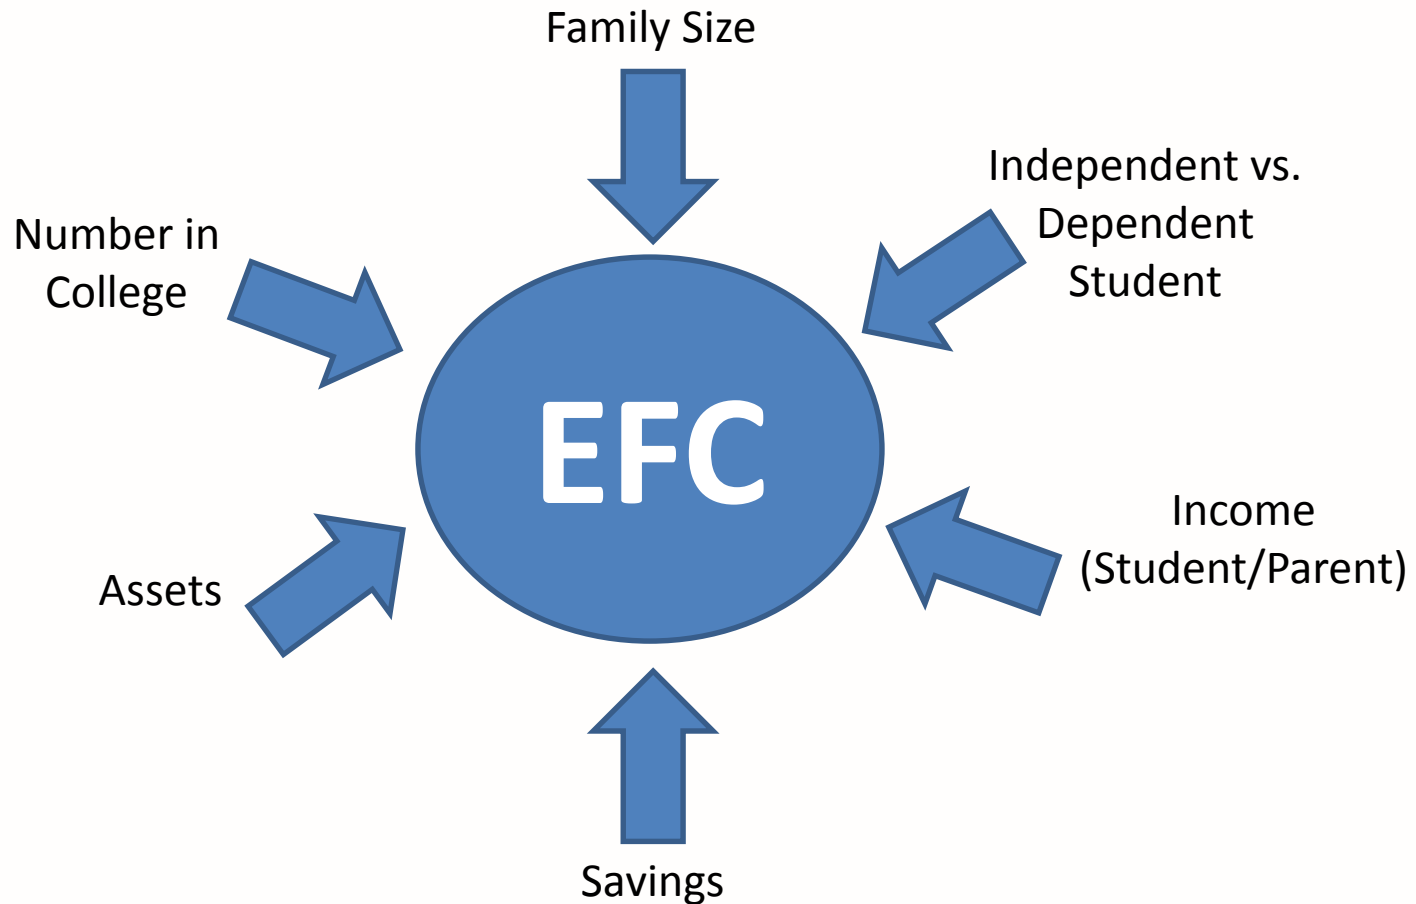 Family Size
Independent vs.
Dependent
Student
Number in
College
EFC
Income
(Student/Parent)
Assets
Savings